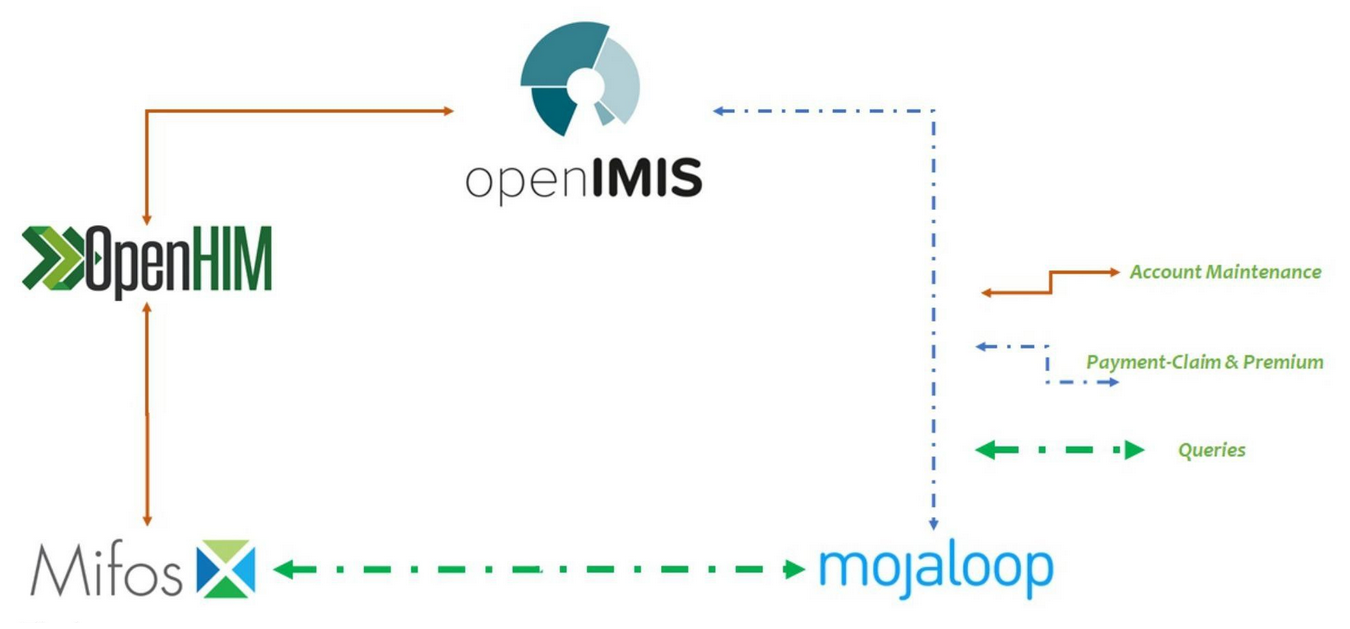 openIMIS
OpenHIM
Account Maintenance
Payment-Claim & Premium
Queries
Mifos
mojaloop